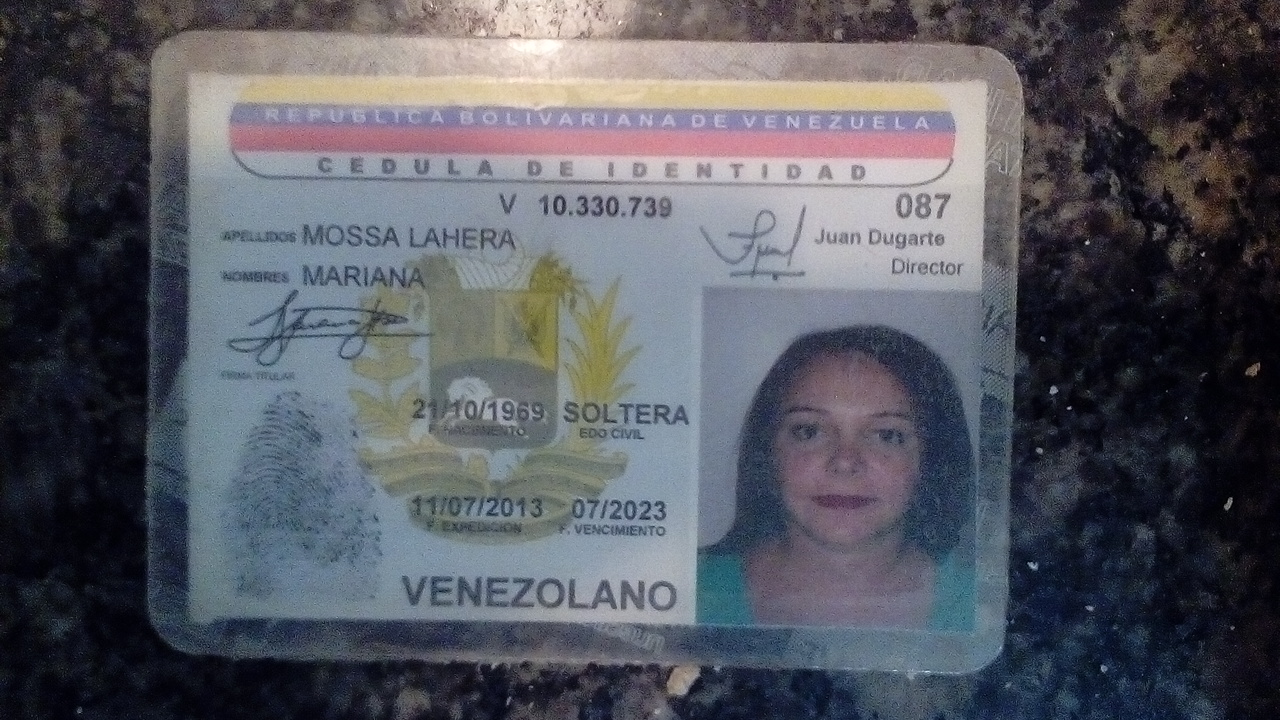 REPUBLICA BOLIVARIANA DE VENEZUELA
CEDULA DE IDENTIDAD
V 10.330.739 087
APELLIDOS MOSSA LAHERA
Juan Dugarte
Director
NOMBRES MARIANA
FIRMA TITULAR
21/10/1969 SOLTERA
F. NACIMIENTO EDO CIVIL
11/07/2013 07/2023
F. EXPEDICION F. VENCIMIENTO
VENEZOLANO